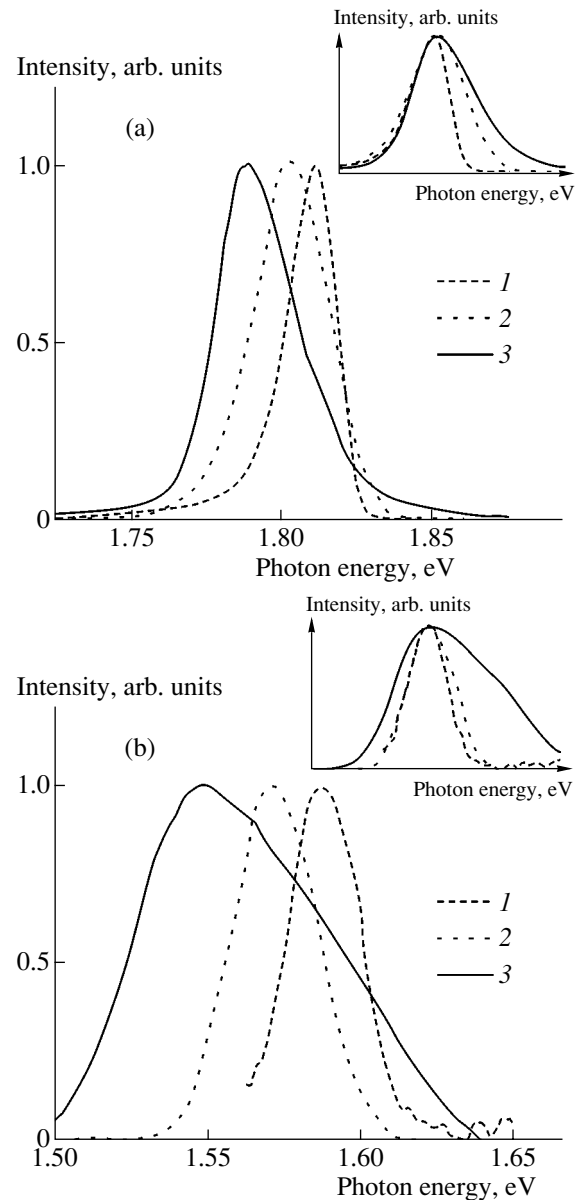 Intensity, arb. units
Intensity, arb. units
(a)
1.0
Photon energy, eV
1
2
3
0.5
0
1.75 1.80 1.85
Photon energy, eV
Intensity, arb. units
Intensity, arb. units
(b)
1.0
Photon energy, eV
1
2
3
0.5
0
1.50 1.55 1.60 1.65
Photon energy, eV